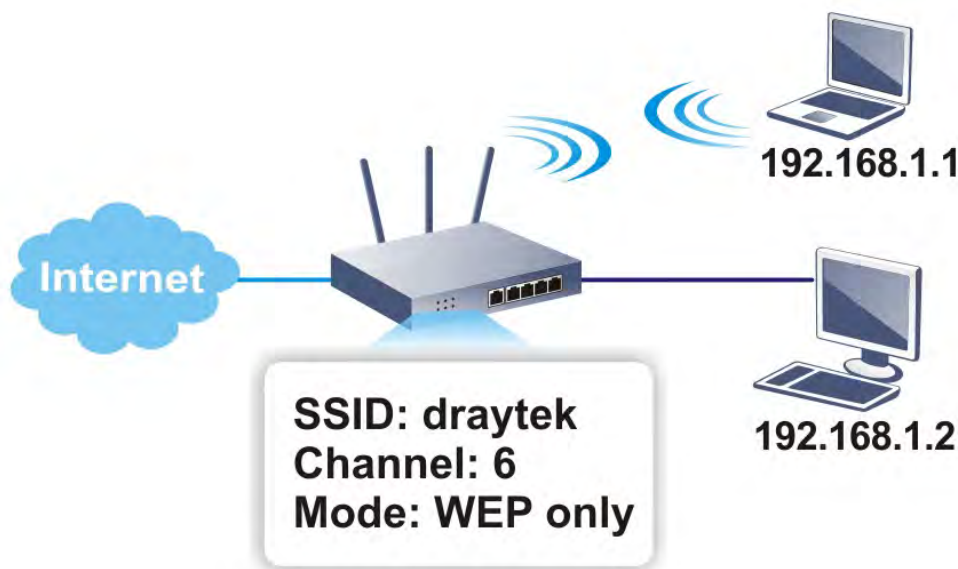 192.168.1.1
Internet
SSID: draytek
Channel: 6
Mode: WEP only
192.168.1.2